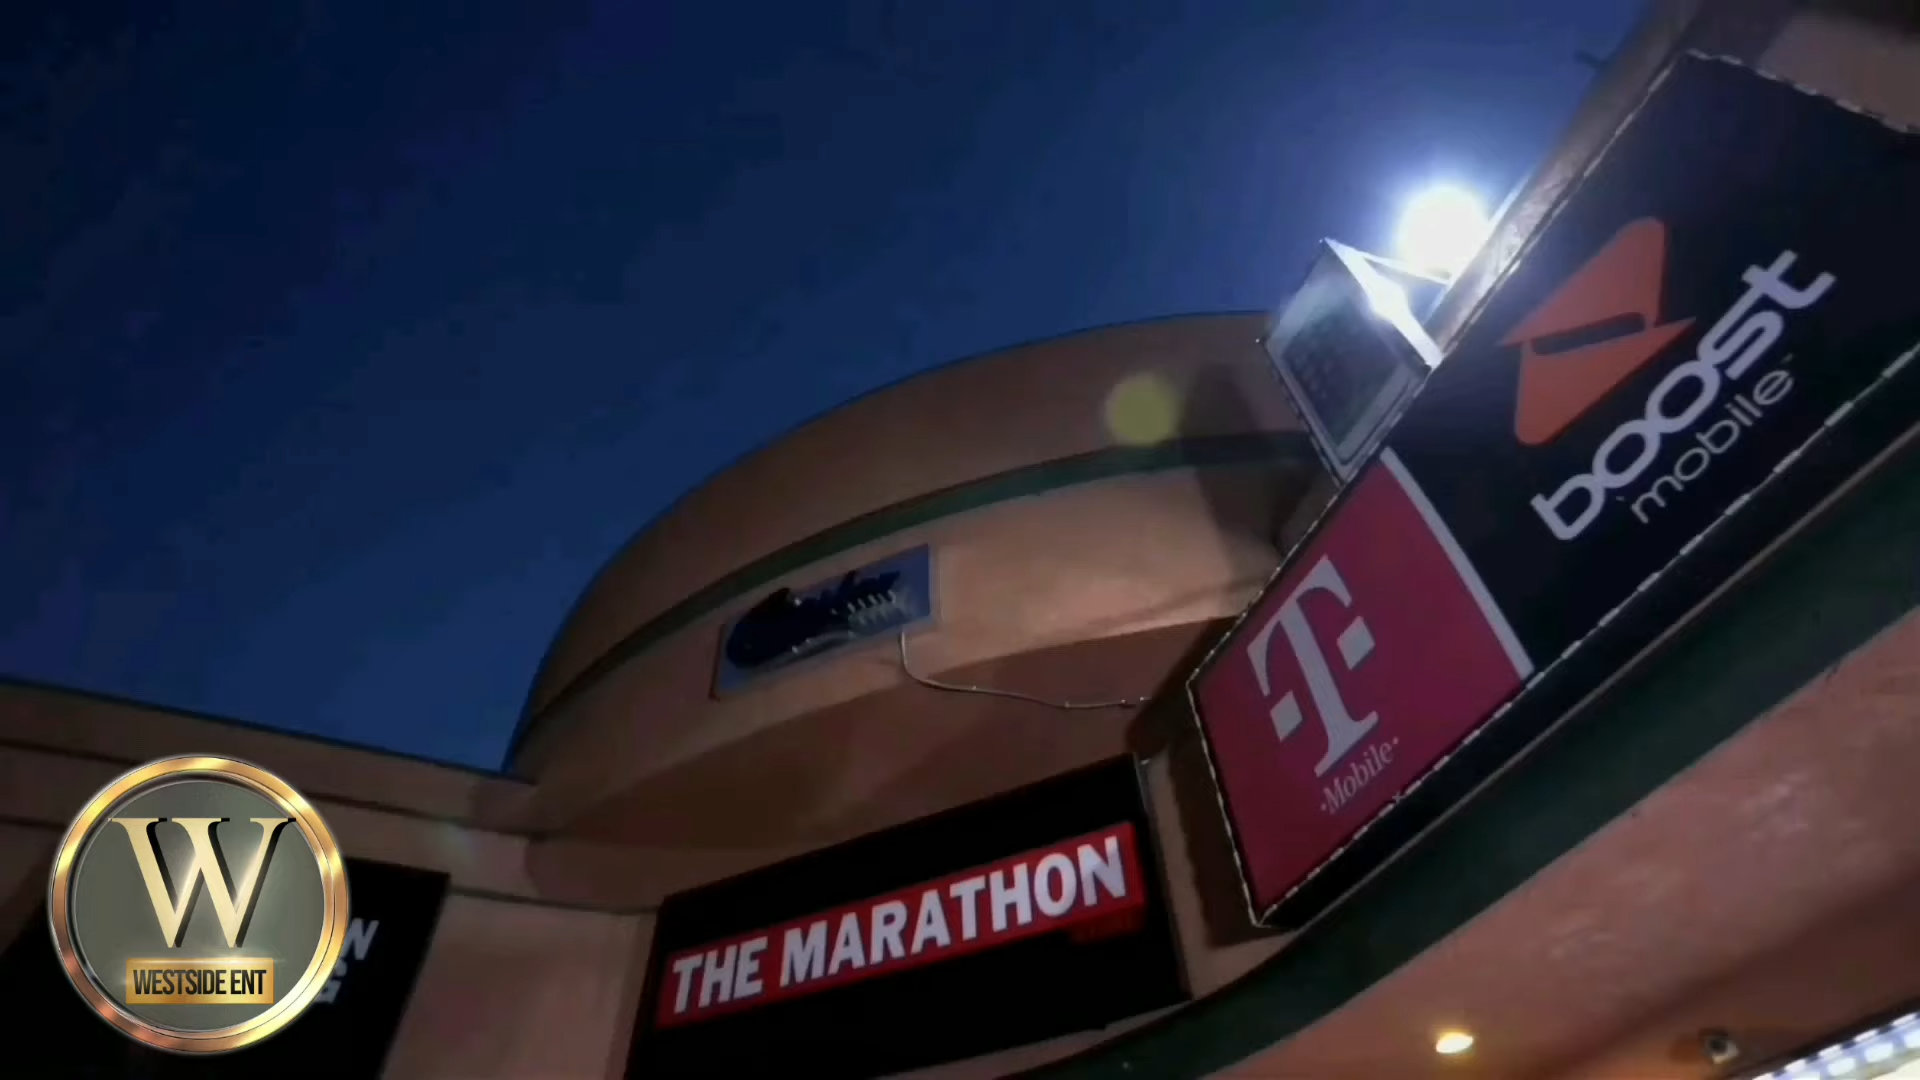 boost
mobile
T
Mobile
THE MARATHON
W
WESTSIDE ENT